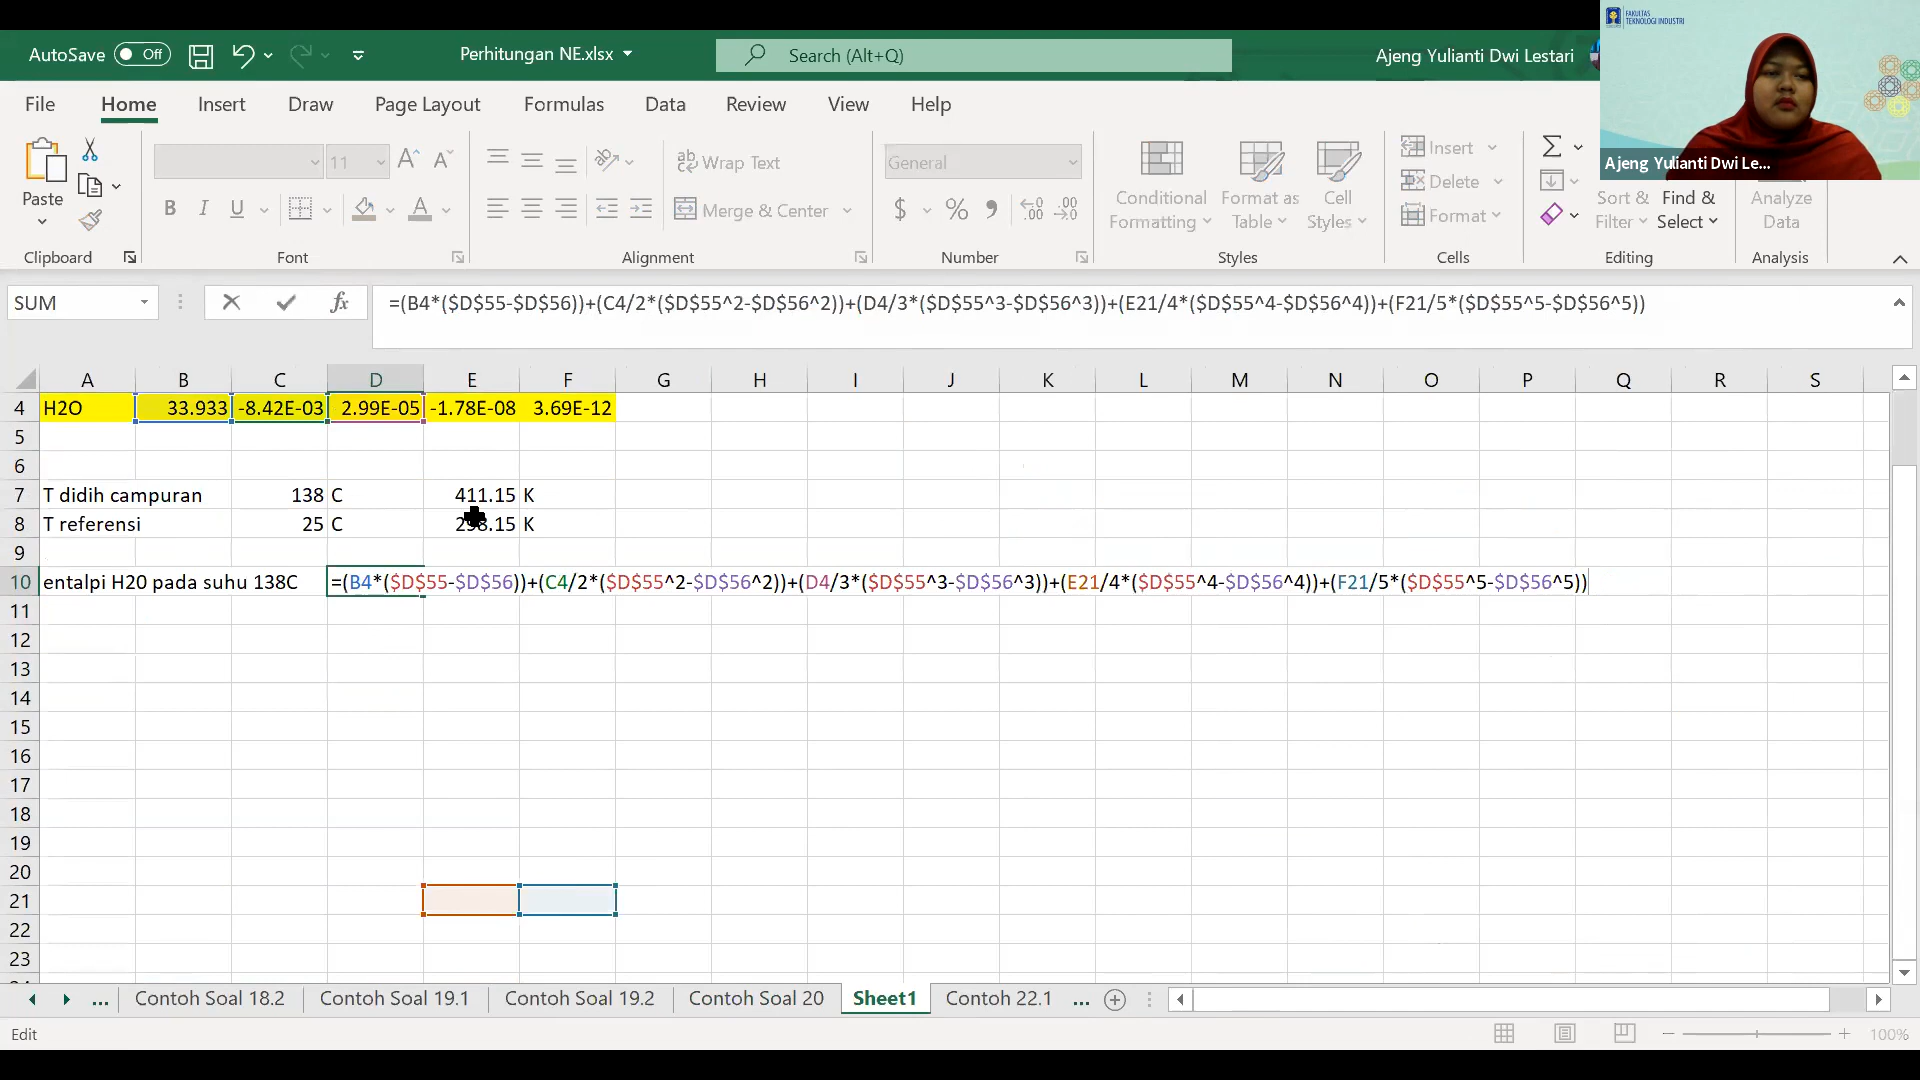 FAKULTAS
TEKNOLOGI INDUSTRI
AutoSave Off
Perhitungan NE.xlsx
Search (Alt+Q)
Ajeng Yulianti Dwi Lestari
Ajeng Yulianti Dwi Le...
File Home Insert Draw Page Layout Formulas Data Review View Help
Paste
11
Wrap Text
General
Insert
Delete
Format
Merge & Center
Conditional Formatting
Format as Table
Cell Styles
Sort & Filter
Find & Select
Analyze Data
Clipboard Font Alignment Number Styles Cells Editing Analysis
SUM
fx
=(B4*($D$55-$D$56))+(C4/2*($D$55^2-$D$56^2))+(D4/3*($D$55^3-$D$56^3))+(E21/4*($D$55^4-$D$56^4))+(F21/5*($D$55^5-$D$56^5))
A B C D E F G H I J K L M N O P Q R S
4 H2O 33.933 -8.42E-03 2.99E-05 -1.78E-08 3.69E-12
5
6
7 T didih campuran 138 C 411.15 K
8 T referensi 25 C 298.15 K
9
10 entalpi H20 pada suhu 138C =(B4*($D$55-$D$56))+(C4/2*($D$55^2-$D$56^2))+(D4/3*($D$55^3-$D$56^3))+(E21/4*($D$55^4-$D$56^4))+(F21/5*($D$55^5-$D$56^5))
11
12
13
14
15
16
17
18
19
20
21
22
23
... Contoh Soal 18.2 Contoh Soal 19.1 Contoh Soal 19.2 Contoh Soal 20 Sheet1 Contoh 22.1 ...
Edit
100%